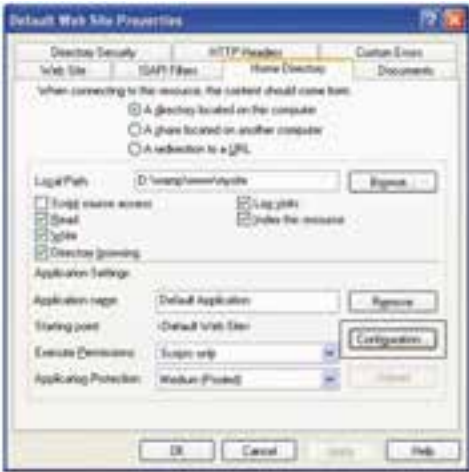 Default Web Site Properties
Directory Security HTTP Headers Custom Errors
Web Site ISAPI Filters Home Directory Documents
When connecting to this resource, the content should come from:
A directory located on this computer
A share located on another computer
A redirection to a URL
Local Path: D:\wamp\www\mysite Browse...
Script source access Log visits
Read Index this resource
Write
Directory browsing
Application Settings
Application name: Default Application Remove
Starting point: <Default Web Site>
Configuration...
Execute Permissions: Scripts only
Application Protection: Medium (Pooled) Unload
OK Cancel Apply Help